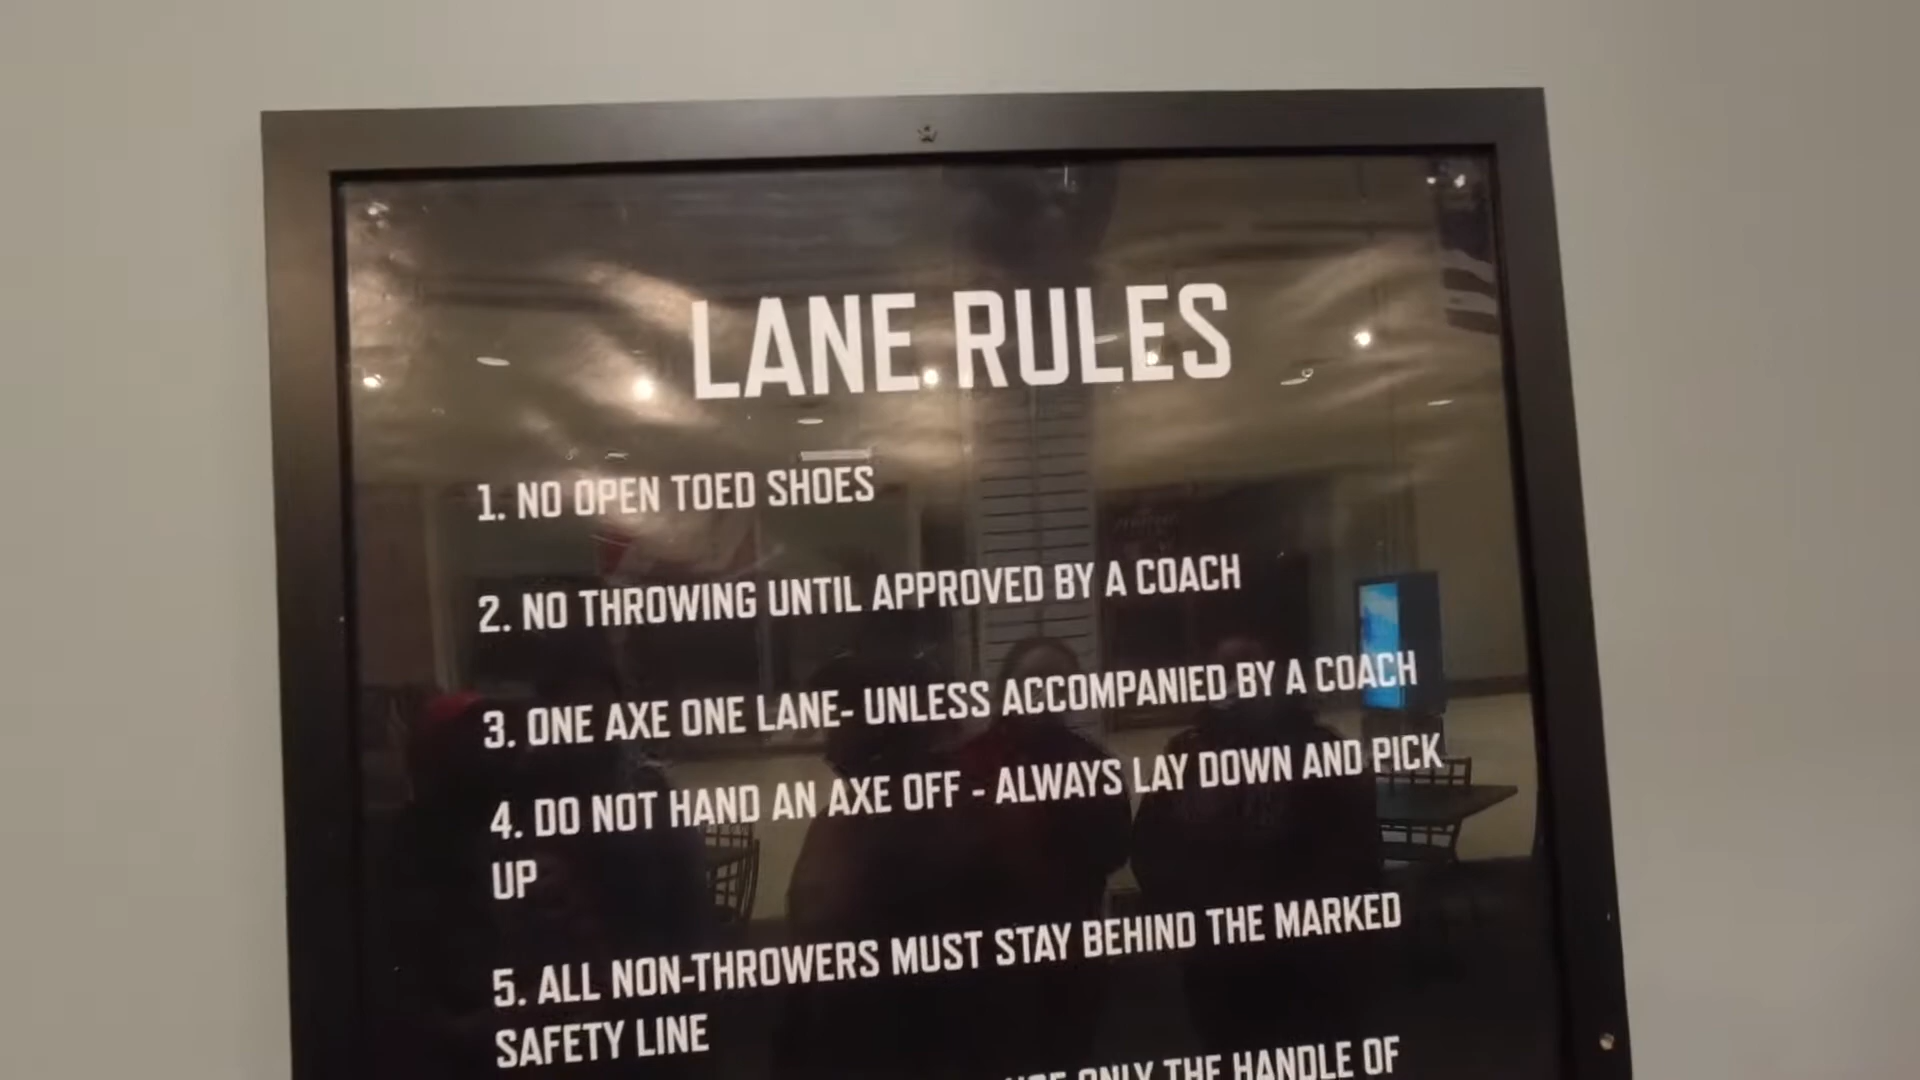 LANE RULES
1. NO OPEN TOED SHOES
2. NO THROWING UNTIL APPROVED BY A COACH
3. ONE AXE ONE LANE- UNLESS ACCOMPANIED BY A COACH
4. DO NOT HAND AN AXE OFF - ALWAYS LAY DOWN AND PICK
UP
5. ALL NON-THROWERS MUST STAY BEHIND THE MARKED
SAFETY LINE
ONLY THE HANDLE OF